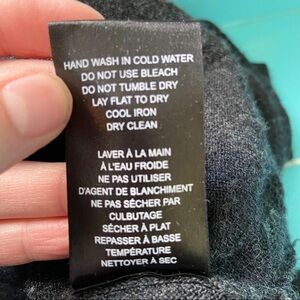 HAND WASH IN COLD WATER
DO NOT USE BLEACH
DO NOT TUMBLE DRY
LAY FLAT TO DRY
COOL IRON
DRY CLEAN
LAVER À LA MAIN
À L'EAU FROIDE
NE PAS UTILISER
D'AGENT DE BLANCHIMENT
NE PAS SÉCHER PAR
CULBUTAGE
SÉCHER À PLAT
REPASSER À BASSE
TEMPÉRATURE
NETTOYER À SEC